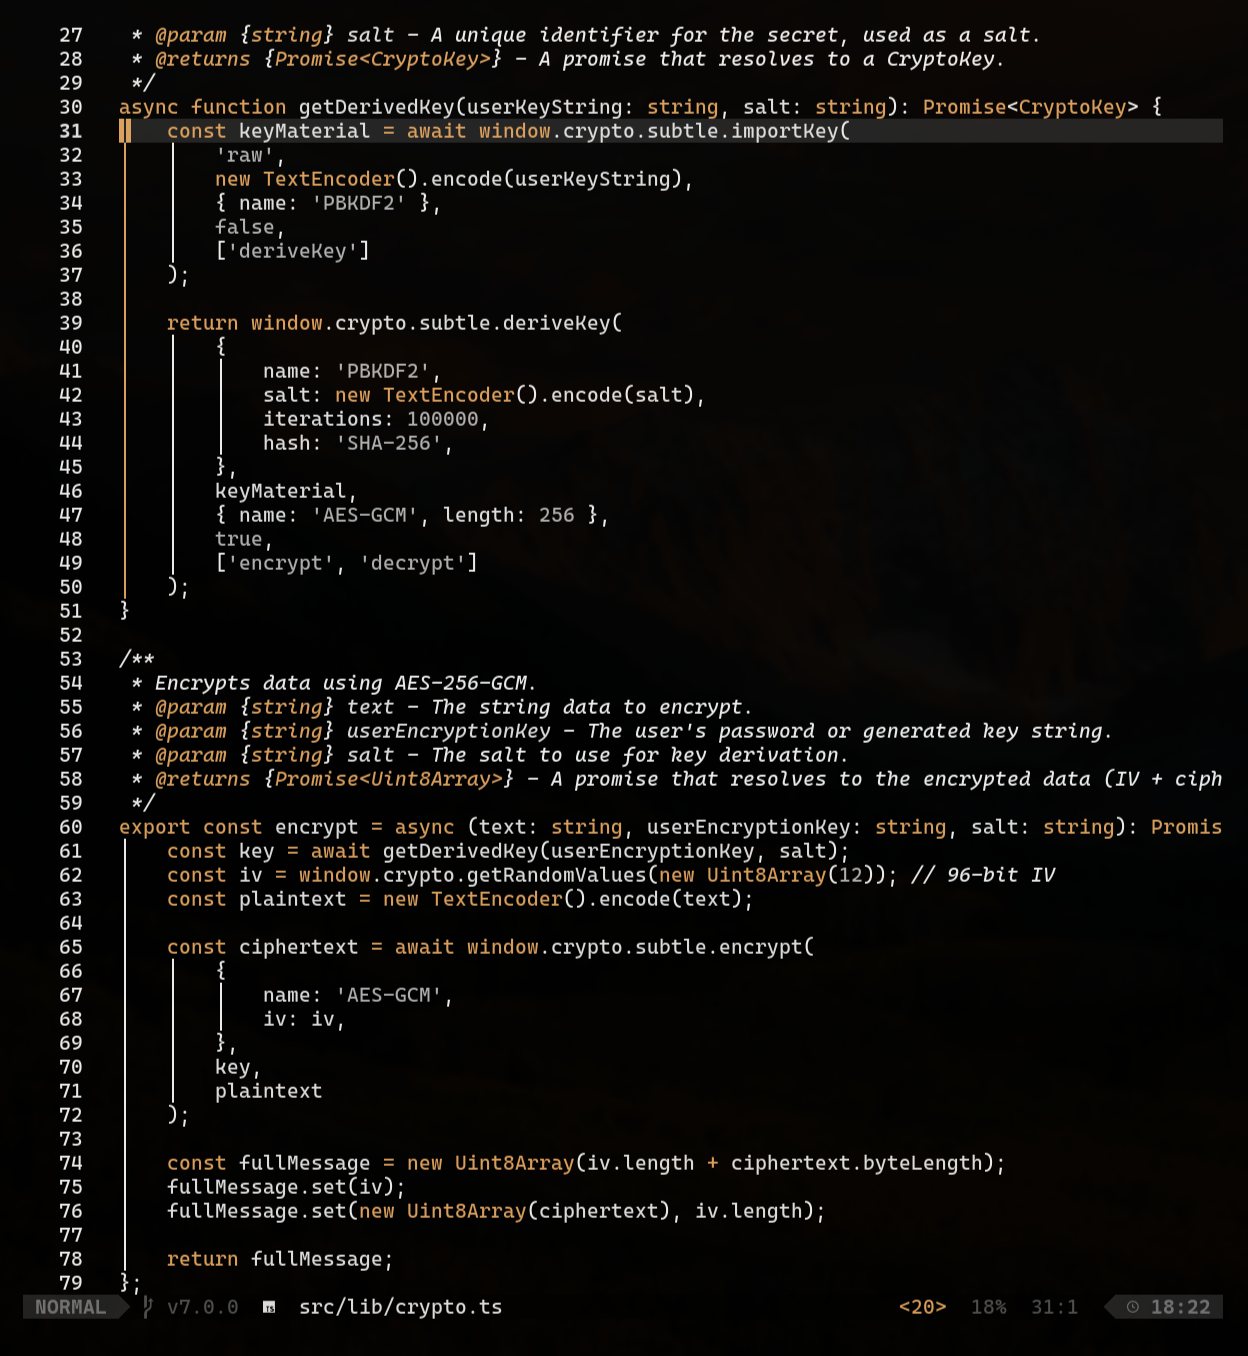 27     * @param {string} salt - A unique identifier for the secret, used as a salt.
28     * @returns {Promise<CryptoKey>} - A promise that resolves to a CryptoKey.
29     */
30    async function getDerivedKey(userKeyString: string, salt: string): Promise<CryptoKey> {
31        const keyMaterial = await window.crypto.subtle.importKey(
32            'raw',
33            new TextEncoder().encode(userKeyString),
34            { name: 'PBKDF2' },
35            false,
36            ['deriveKey']
37        );
38
39        return window.crypto.subtle.deriveKey(
40            {
41                name: 'PBKDF2',
42                salt: new TextEncoder().encode(salt),
43                iterations: 100000,
44                hash: 'SHA-256',
45            },
46            keyMaterial,
47            { name: 'AES-GCM', length: 256 },
48            true,
49            ['encrypt', 'decrypt']
50        );
51    }
52
53    /**
54     * Encrypts data using AES-256-GCM.
55     * @param {string} text - The string data to encrypt.
56     * @param {string} userEncryptionKey - The user's password or generated key string.
57     * @param {string} salt - The salt to use for key derivation.
58     * @returns {Promise<Uint8Array>} - A promise that resolves to the encrypted data (IV + ciph
59     */
60    export const encrypt = async (text: string, userEncryptionKey: string, salt: string): Promis
61        const key = await getDerivedKey(userEncryptionKey, salt);
62        const iv = window.crypto.getRandomValues(new Uint8Array(12)); // 96-bit IV
63        const plaintext = new TextEncoder().encode(text);
64
65        const ciphertext = await window.crypto.subtle.encrypt(
66            {
67                name: 'AES-GCM',
68                iv: iv,
69            },
70            key,
71            plaintext
72        );
73
74        const fullMessage = new Uint8Array(iv.length + ciphertext.byteLength);
75        fullMessage.set(iv);
76        fullMessage.set(new Uint8Array(ciphertext), iv.length);
77
78        return fullMessage;
79    };
NORMAL v7.0.0 TS src/lib/crypto.ts <20> 18% 31:1 18:22